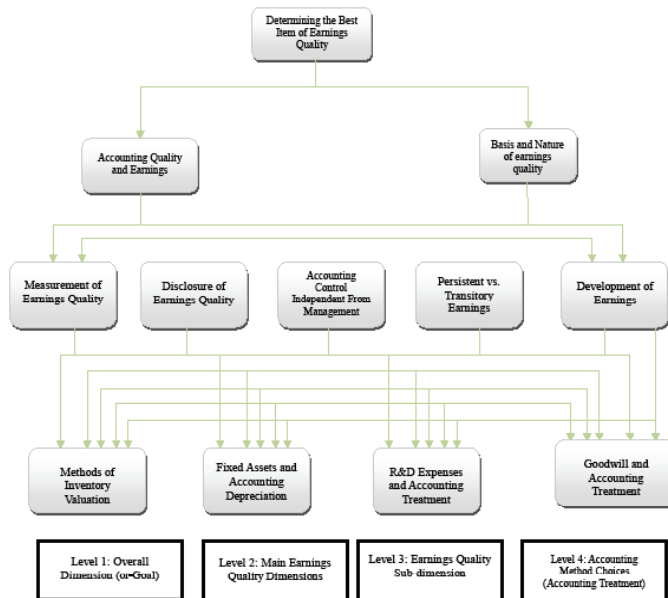 Determining the Best
Item of Earnings
Quality
Accounting Quality
and Earnings
Basis and Nature
of earnings
quality
Measurement of
Earnings Quality
Disclosure of
Earnings Quality
Accounting
Control
Independent From
Management
Persistent vs.
Transitory
Earnings
Development of
Earnings
Methods of
Inventory
Valuation
Fixed Assets and
Accounting
Depreciation
R&D Expenses
and Accounting
Treatment
Goodwill and
Accounting
Treatment
Level 1: Overall
Dimension (or-Goal)
Level 2: Main Earnings
Quality Dimensions
Level 3: Earnings Quality
Sub-dimension
Level 4: Accounting
Method Choices
(Accounting Treatment)